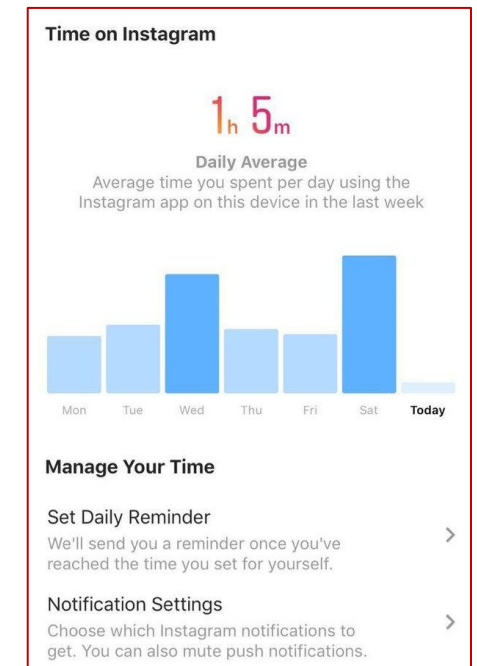 Time on Instagram
1h 5m
Daily Average
Average time you spent per day using the
Instagram app on this device in the last week
Mon Tue Wed Thu Fri Sat Today
Manage Your Time
Set Daily Reminder
We'll send you a reminder once you've
reached the time you set for yourself.
Notification Settings
Choose which Instagram notifications to
get. You can also mute push notifications.